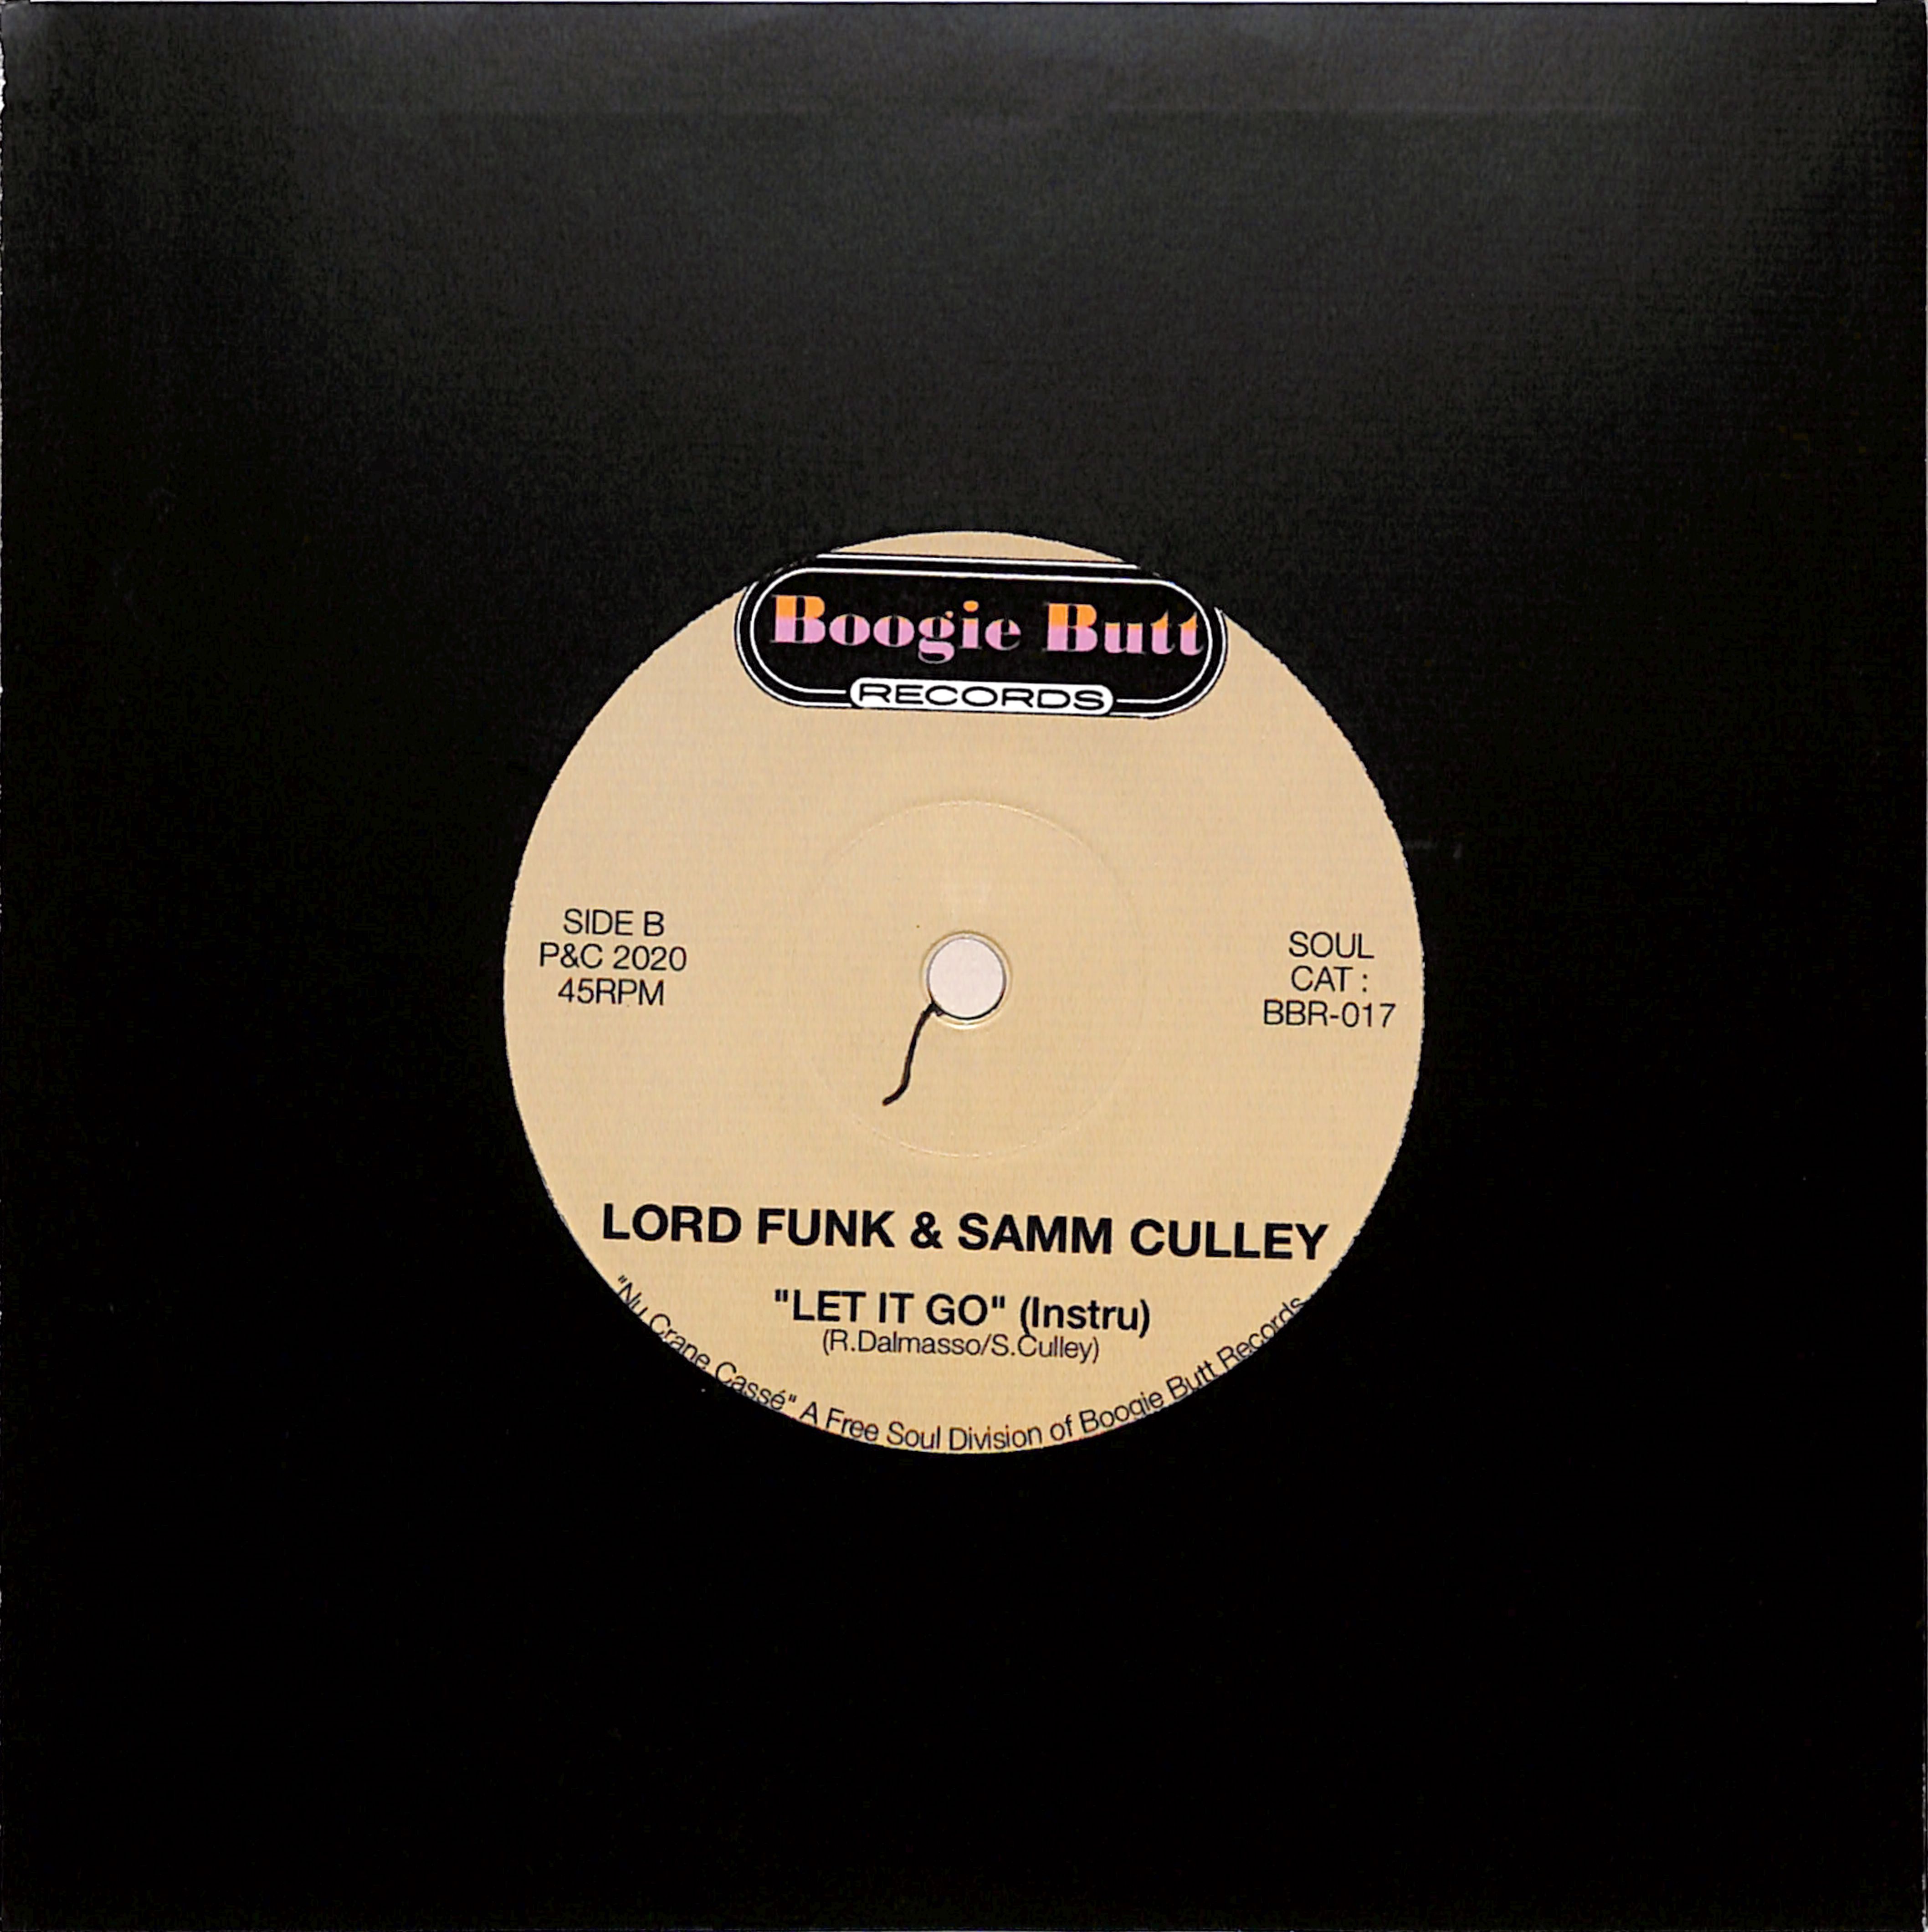 Boogie Butt
RECORDS
SIDE B
P&C 2020
45RPM
SOUL
CAT :
BBR-017
LORD FUNK & SAMM CULLEY
"LET IT GO" (Instru)
(R.Dalmasso/S.Culley)
"Nu Crane Cassé" A Free Soul Division of Boogie Butt Records